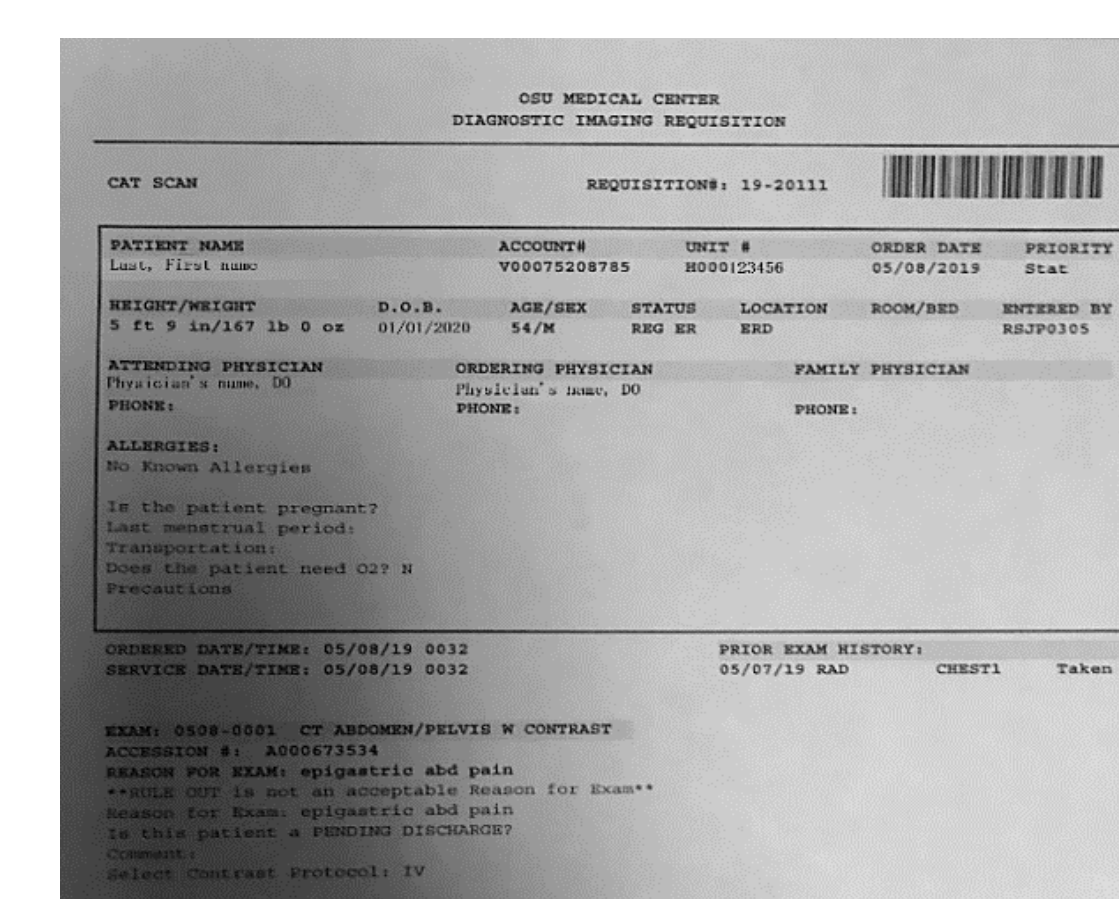 OSU MEDICAL CENTER
DIAGNOSTIC IMAGING REQUISITION
CAT SCAN REQUISITION#: 19-20111
PATIENT NAME ACCOUNT# UNIT # ORDER DATE PRIORITY
Last, First name V00075208785 H000123456 05/08/2019 Stat
HEIGHT/WEIGHT D.O.B. AGE/SEX STATUS LOCATION ROOM/BED ENTERED BY
5 ft 9 in/167 lb 0 oz 01/01/2020 54/M REG ER ERD RSJP0305
ATTENDING PHYSICIAN ORDERING PHYSICIAN FAMILY PHYSICIAN
Physician's name, DO Physician's name, DO
PHONE: PHONE: PHONE:
ALLERGIES:
No Known Allergies
Is the patient pregnant?
Last menstrual period:
Transportation:
Does the patient need O2? N
Precautions
ORDERED DATE/TIME: 05/08/19 0032 PRIOR EXAM HISTORY:
SERVICE DATE/TIME: 05/08/19 0032 05/07/19 RAD CHEST1 Taken
EXAM: 0508-0001 CT ABDOMEN/PELVIS W CONTRAST
ACCESSION #: A000673534
REASON FOR EXAM: epigastric abd pain
**RULE OUT is not an acceptable Reason for Exam**
Reason for Exam: epigastric abd pain
Is this patient a PENDING DISCHARGE?
Comment:
Select Contrast Protocol: IV